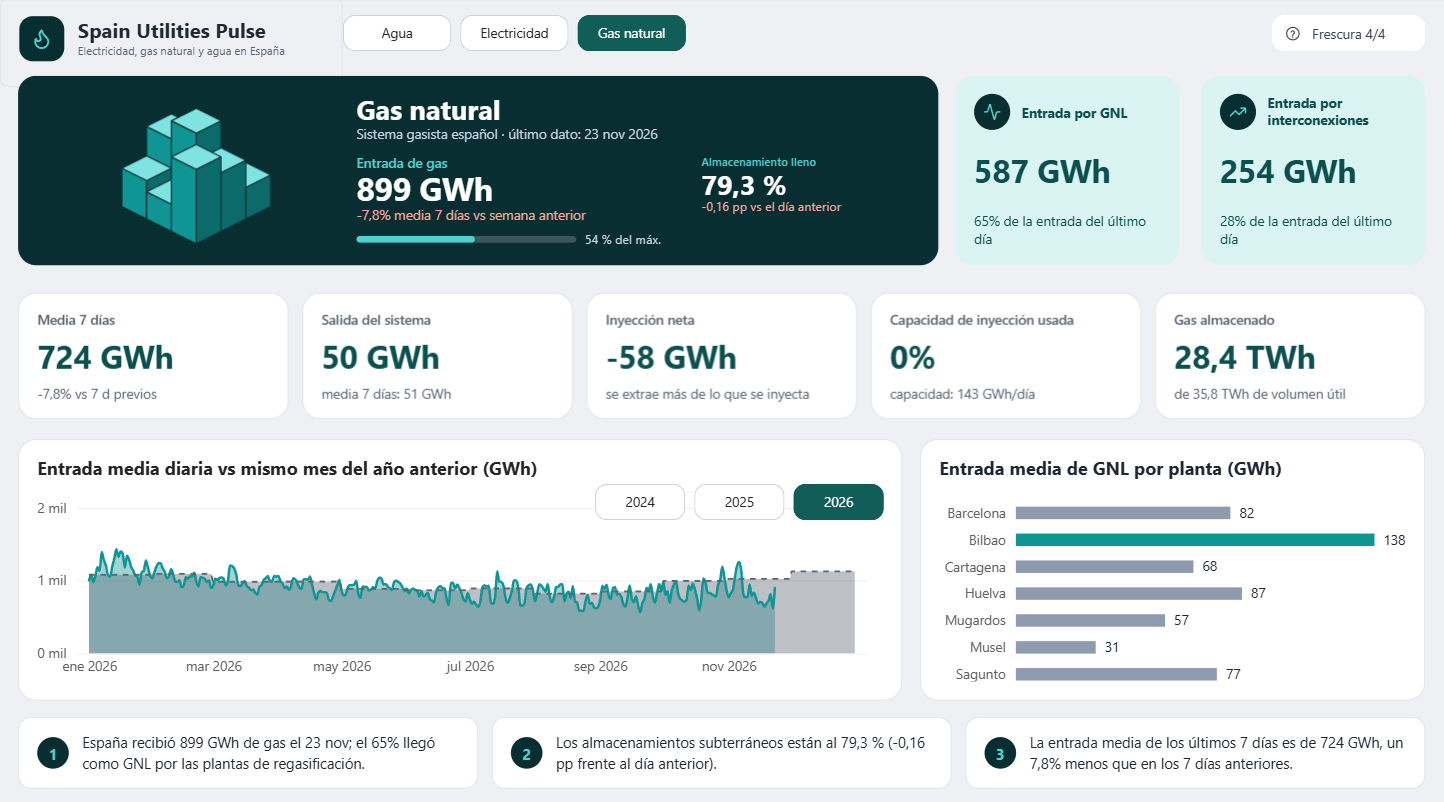 Spain Utilities Pulse
Electricidad, gas natural y agua en España
Agua
Electricidad
Gas natural
Frescura 4/4
Gas natural
Sistema gasista español · último dato: 23 nov 2026
Entrada de gas
899 GWh
-7,8% media 7 días vs semana anterior
54 % del máx.
Almacenamiento lleno
79,3 %
-0,16 pp vs el día anterior
Entrada por GNL
587 GWh
65% de la entrada del último
día
Entrada por
interconexiones
254 GWh
28% de la entrada del último
día
Media 7 días
724 GWh
-7,8% vs 7 d previos
Salida del sistema
50 GWh
media 7 días: 51 GWh
Inyección neta
-58 GWh
se extrae más de lo que se inyecta
Capacidad de inyección usada
0%
capacidad: 143 GWh/día
Gas almacenado
28,4 TWh
de 35,8 TWh de volumen útil
Entrada media diaria vs mismo mes del año anterior (GWh)
2024
2025
2026
2 mil
1 mil
0 mil
ene 2026
mar 2026
may 2026
jul 2026
sep 2026
nov 2026
Entrada media de GNL por planta (GWh)
Barcelona 82
Bilbao 138
Cartagena 68
Huelva 87
Mugardos 57
Musel 31
Sagunto 77
1
España recibió 899 GWh de gas el 23 nov; el 65% llegó
como GNL por las plantas de regasificación.
2
Los almacenamientos subterráneos están al 79,3 % (-0,16
pp frente al día anterior).
3
La entrada media de los últimos 7 días es de 724 GWh, un
7,8% menos que en los 7 días anteriores.